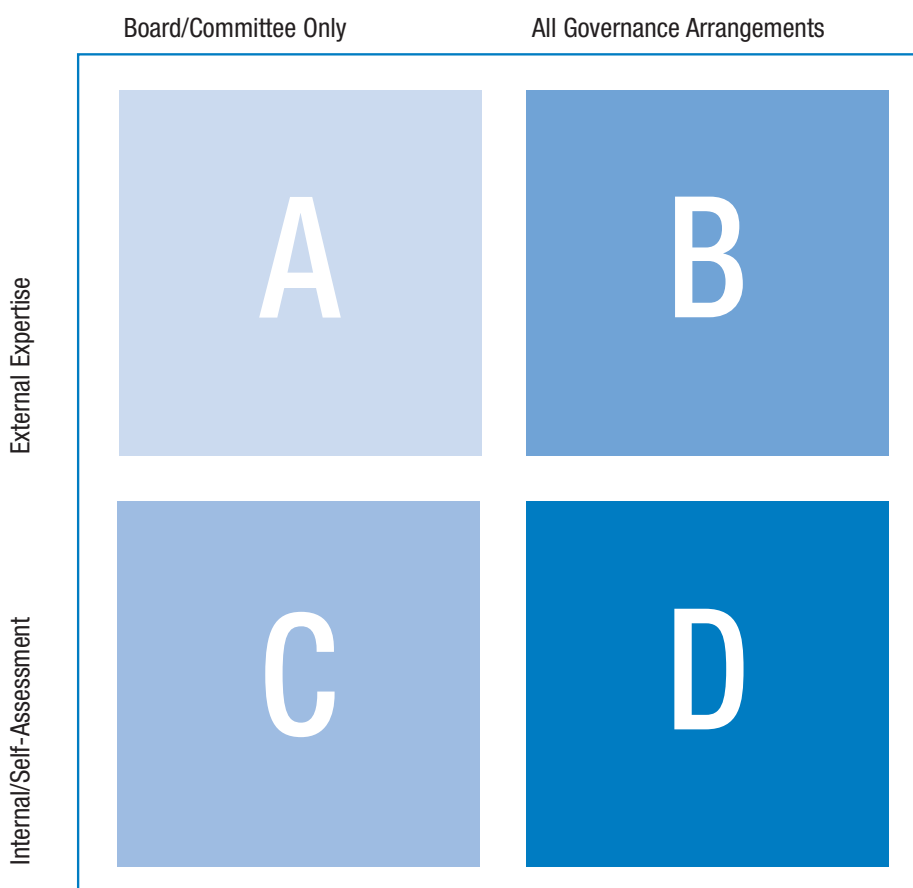 Board/Committee Only
All Governance Arrangements
External Expertise
A
B
Internal/Self-Assessment
C
D